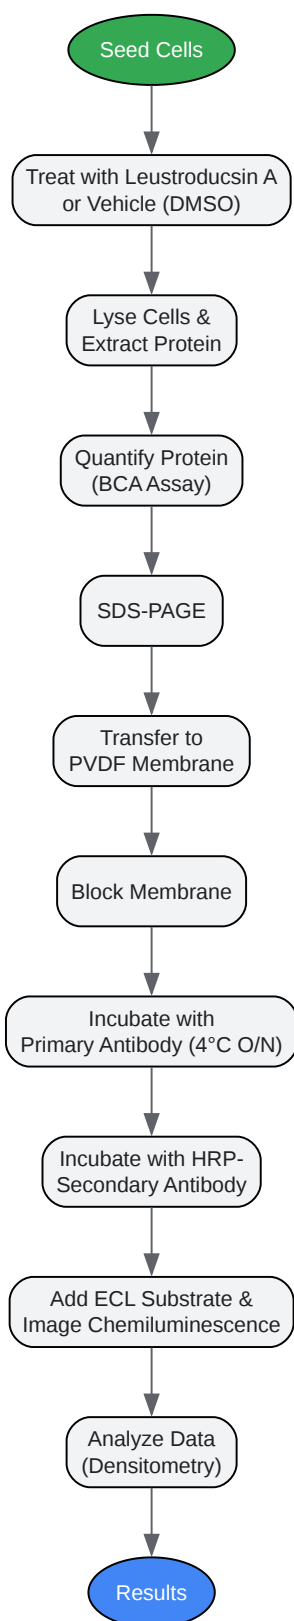 Seed Cells
Treat with Leustroducsin A
or Vehicle (DMSO)
Lyse Cells &
Extract Protein
Quantify Protein
(BCA Assay)
SDS-PAGE
Transfer to
PVDF Membrane
Block Membrane
Incubate with
Primary Antibody (4°C O/N)
Incubate with HRP-
Secondary Antibody
Add ECL Substrate &
Image Chemiluminescence
Analyze Data
(Densitometry)
Results